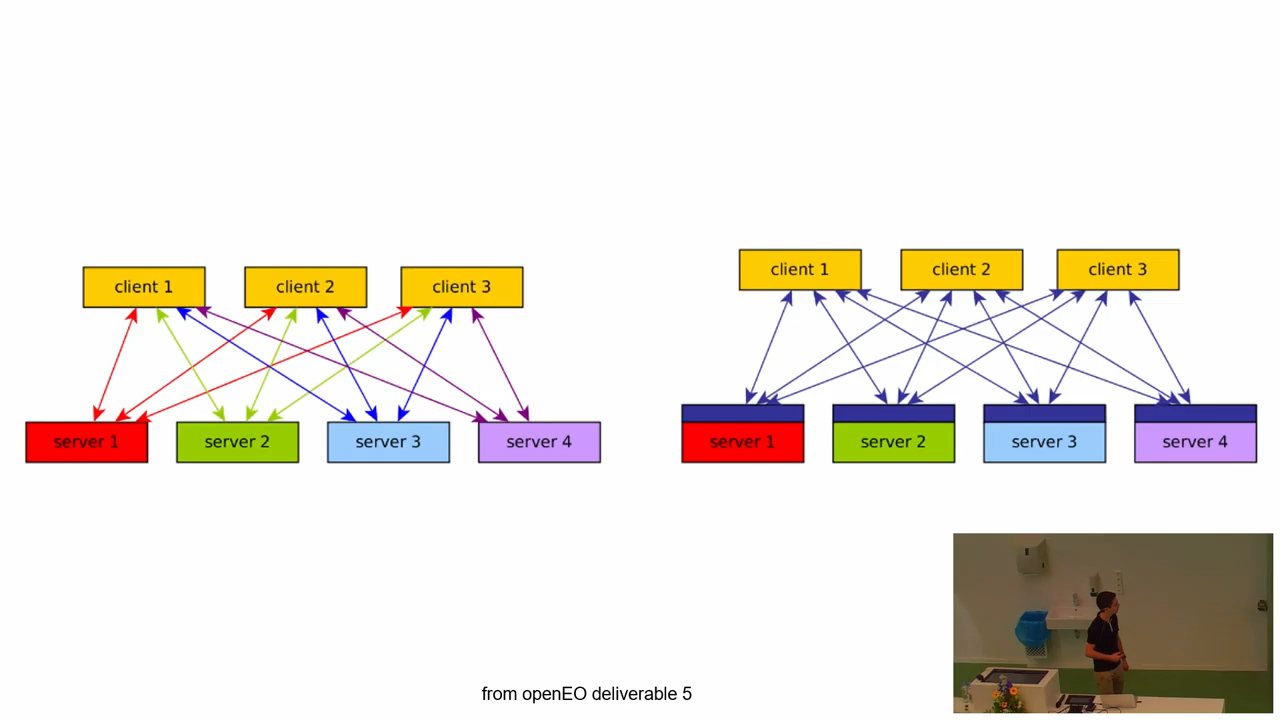 client 1
client 2
client 3
server 1
server 2
server 3
server 4
client 1
client 2
client 3
server 1
server 2
server 3
server 4
from openEO deliverable 5